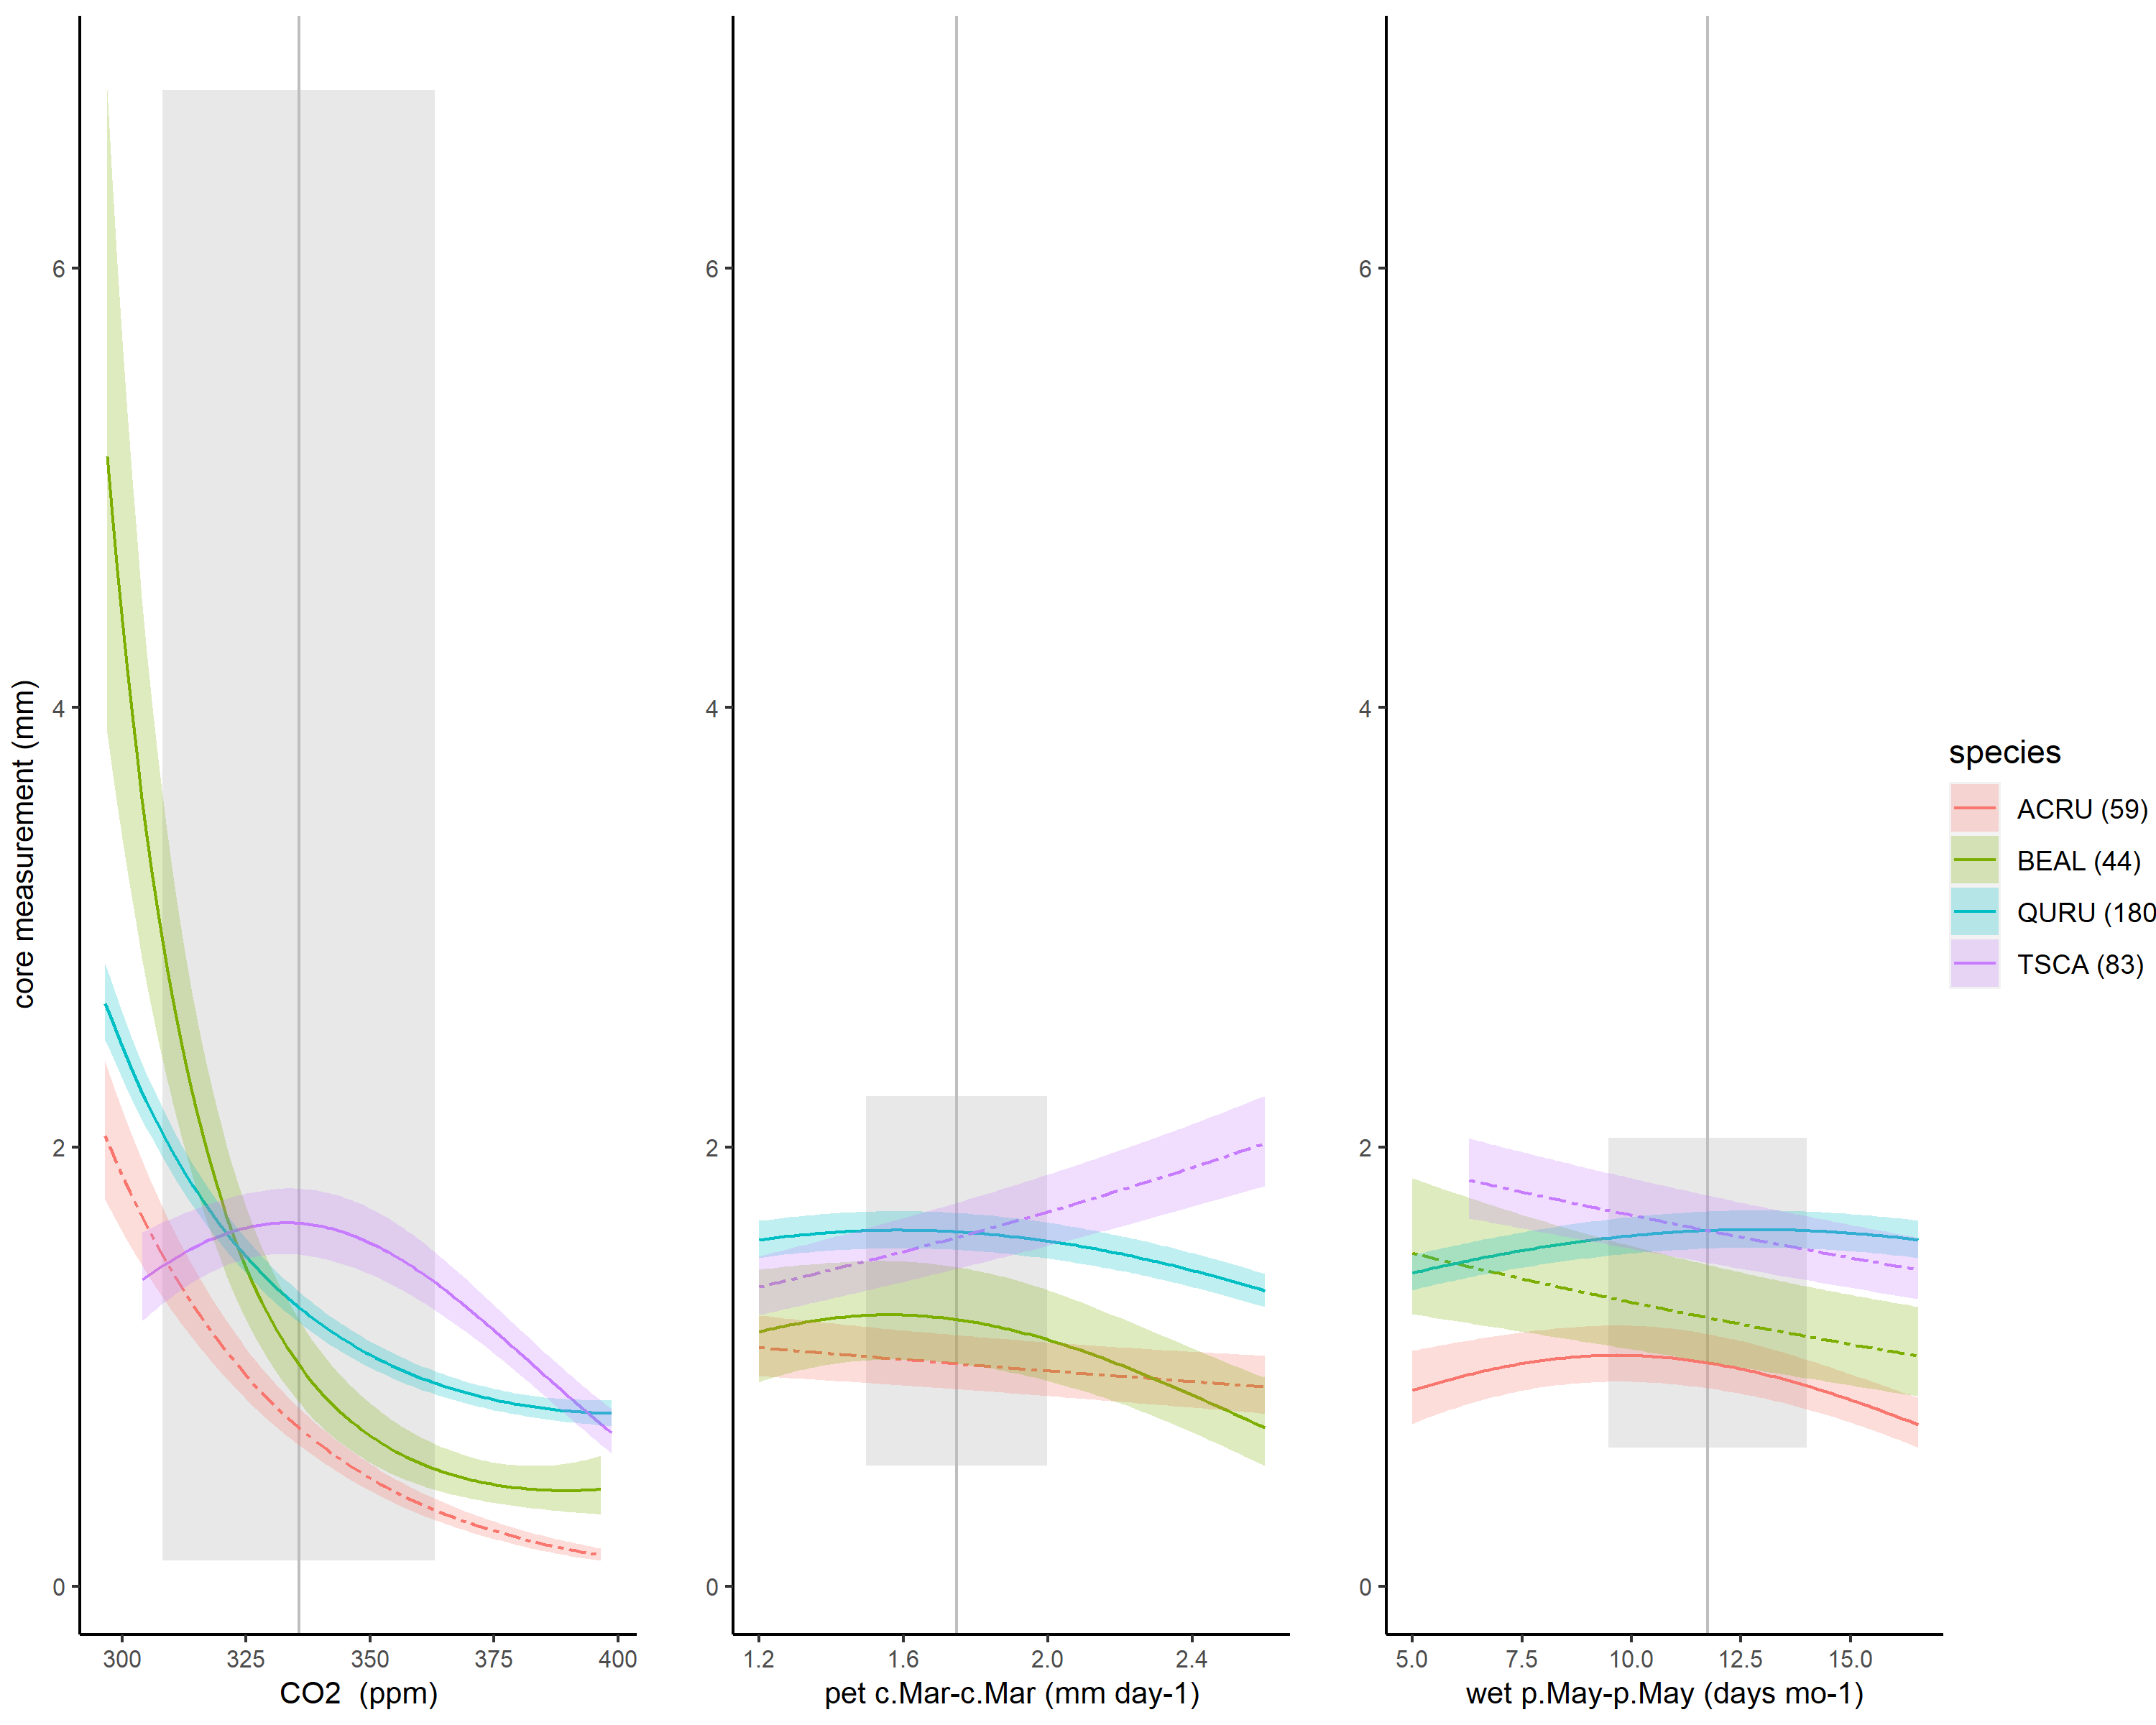 core measurement (mm)
6
4
2
0
300 325 350 375 400
CO2 (ppm)
6
4
2
0
1.2 1.6 2.0 2.4
pet c.Mar-c.Mar (mm day-1)
6
4
2
0
5.0 7.5 10.0 12.5 15.0
wet p.May-p.May (days mo-1)
species
ACRU (59)
BEAL (44)
QURU (180
TSCA (83)